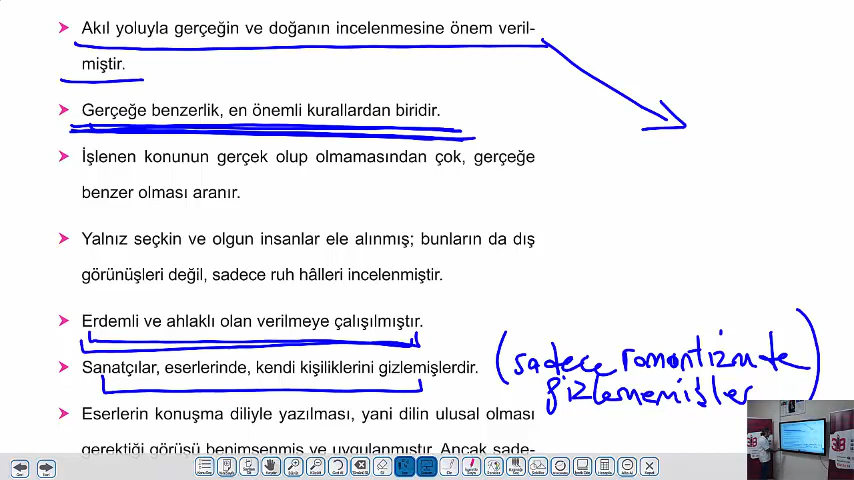 Akıl yoluyla gerçeğin ve doğanın incelenmesine önem veril-
miştir.
Gerçeğe benzerlik, en önemli kurallardan biridir.
İşlenen konunun gerçek olup olmamasından çok, gerçeğe
benzer olması aranır.
Yalnız seçkin ve olgun insanlar ele alınmış; bunların da dış
görünüşleri değil, sadece ruh hâlleri incelenmiştir.
Erdemli ve ahlaklı olan verilmeye çalışılmıştır.
Sanatçılar, eserlerinde, kendi kişiliklerini gizlemişlerdir.
(sadece romantizmde
gizlememişler)
Eserlerin konuşma diliyle yazılması, yani dilin ulusal olması
gerektiği görüşü benimsenmiş ve uygulanmıştır. Ancak sade-